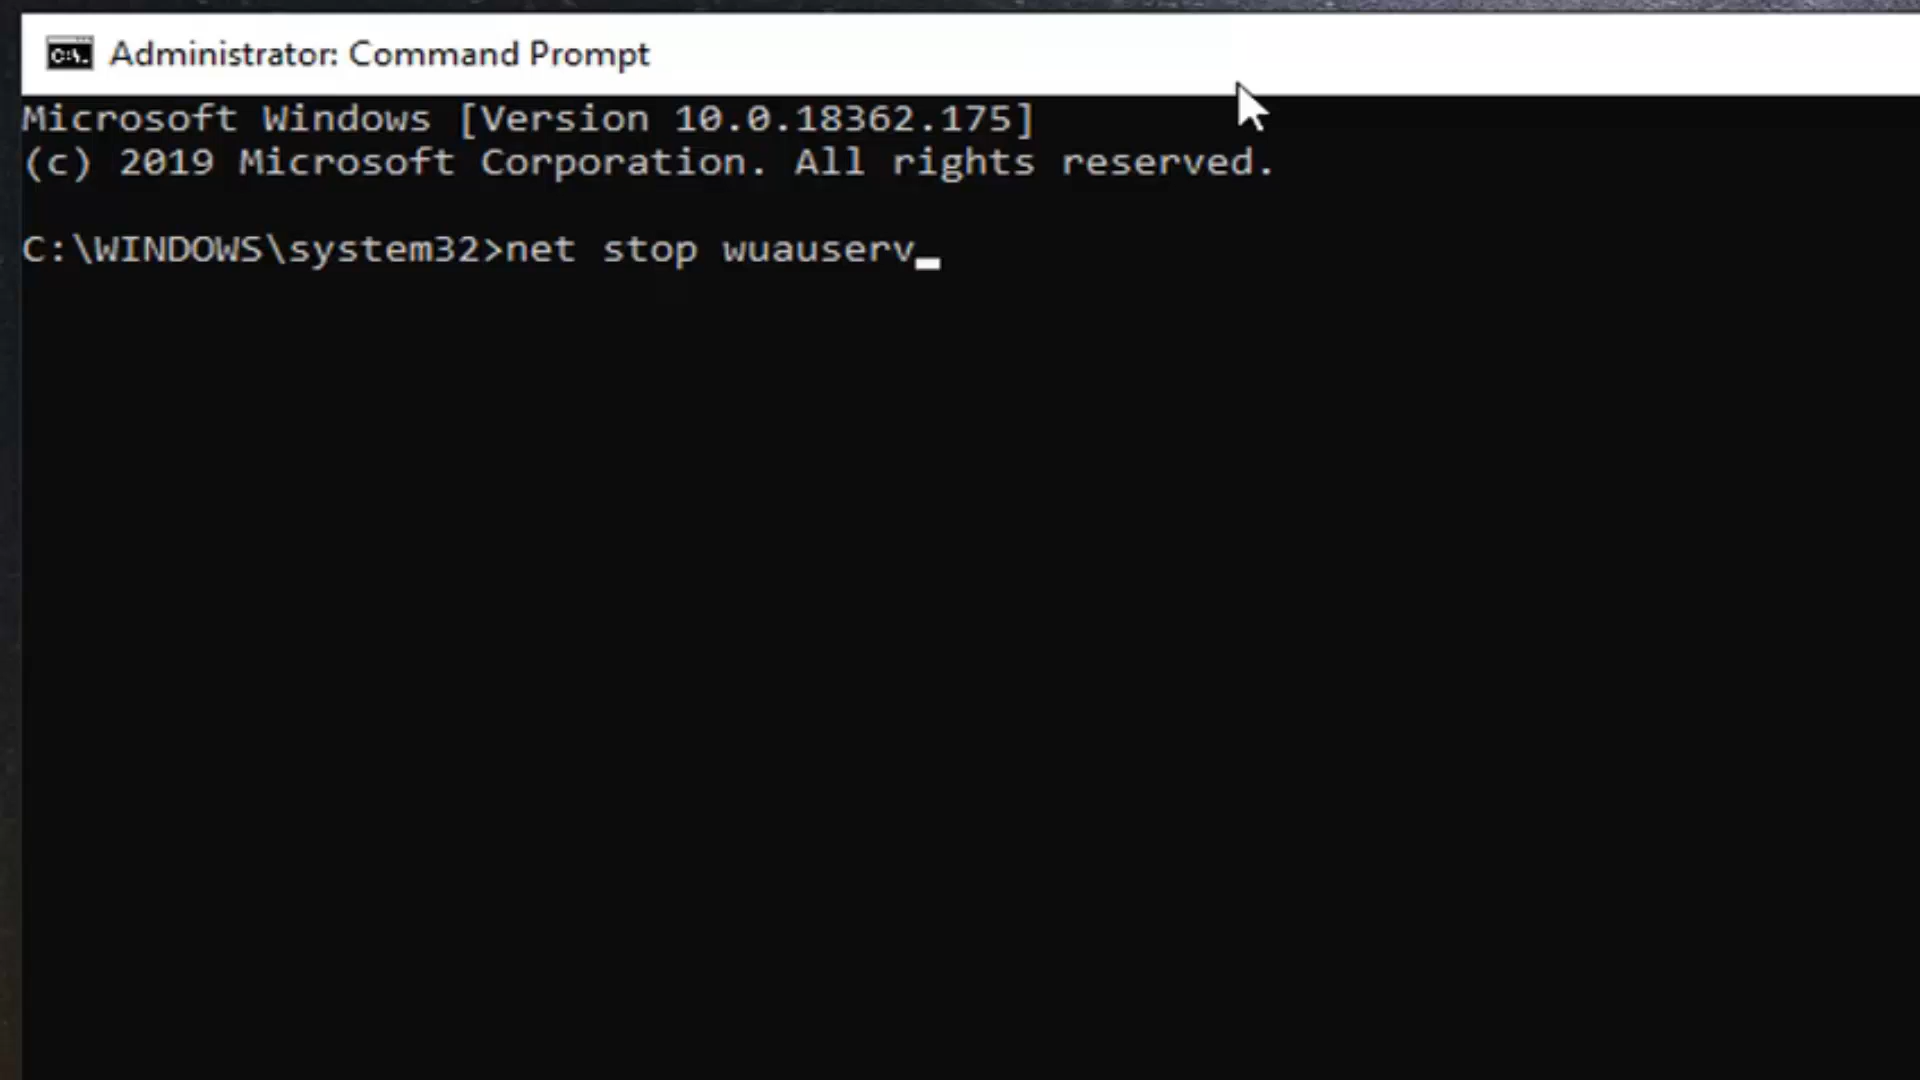 Administrator: Command Prompt
Microsoft Windows [Version 10.0.18362.175]
(c) 2019 Microsoft Corporation. All rights reserved.
C:\WINDOWS\system32>net stop wuauserv